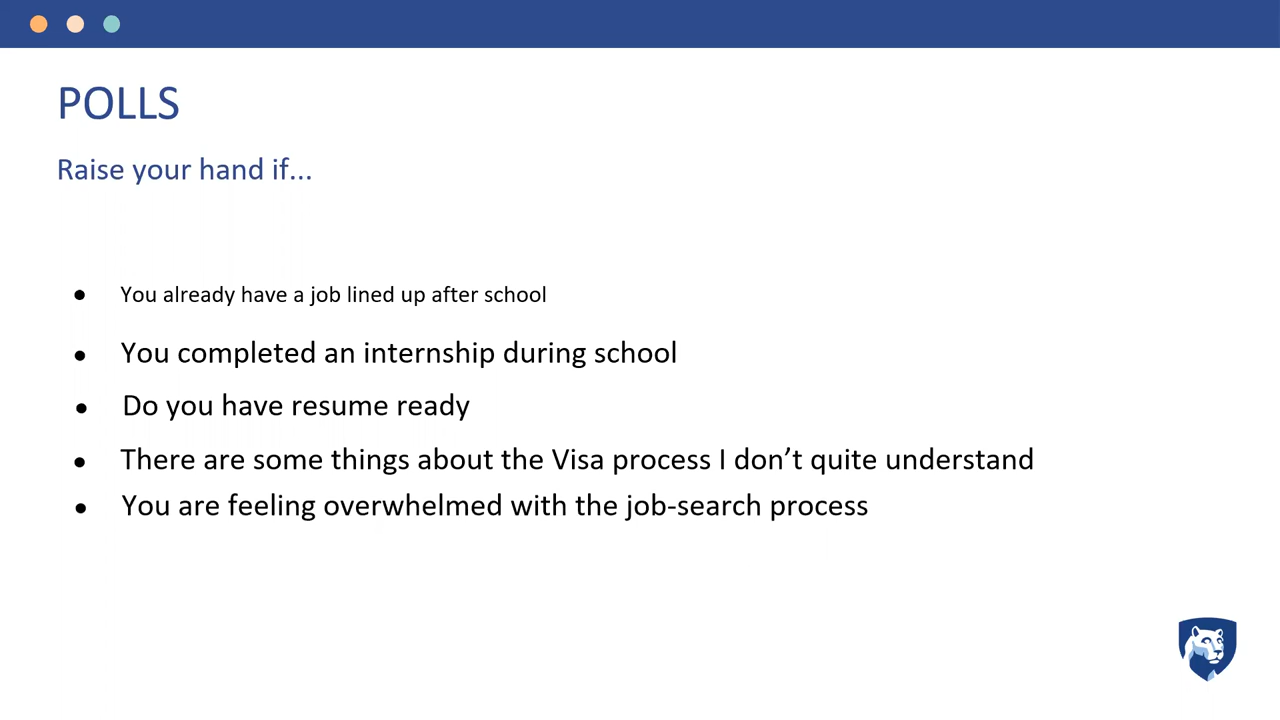 POLLS
Raise your hand if...
● You already have a job lined up after school
● You completed an internship during school
● Do you have resume ready
● There are some things about the Visa process I don’t quite understand
● You are feeling overwhelmed with the job-search process